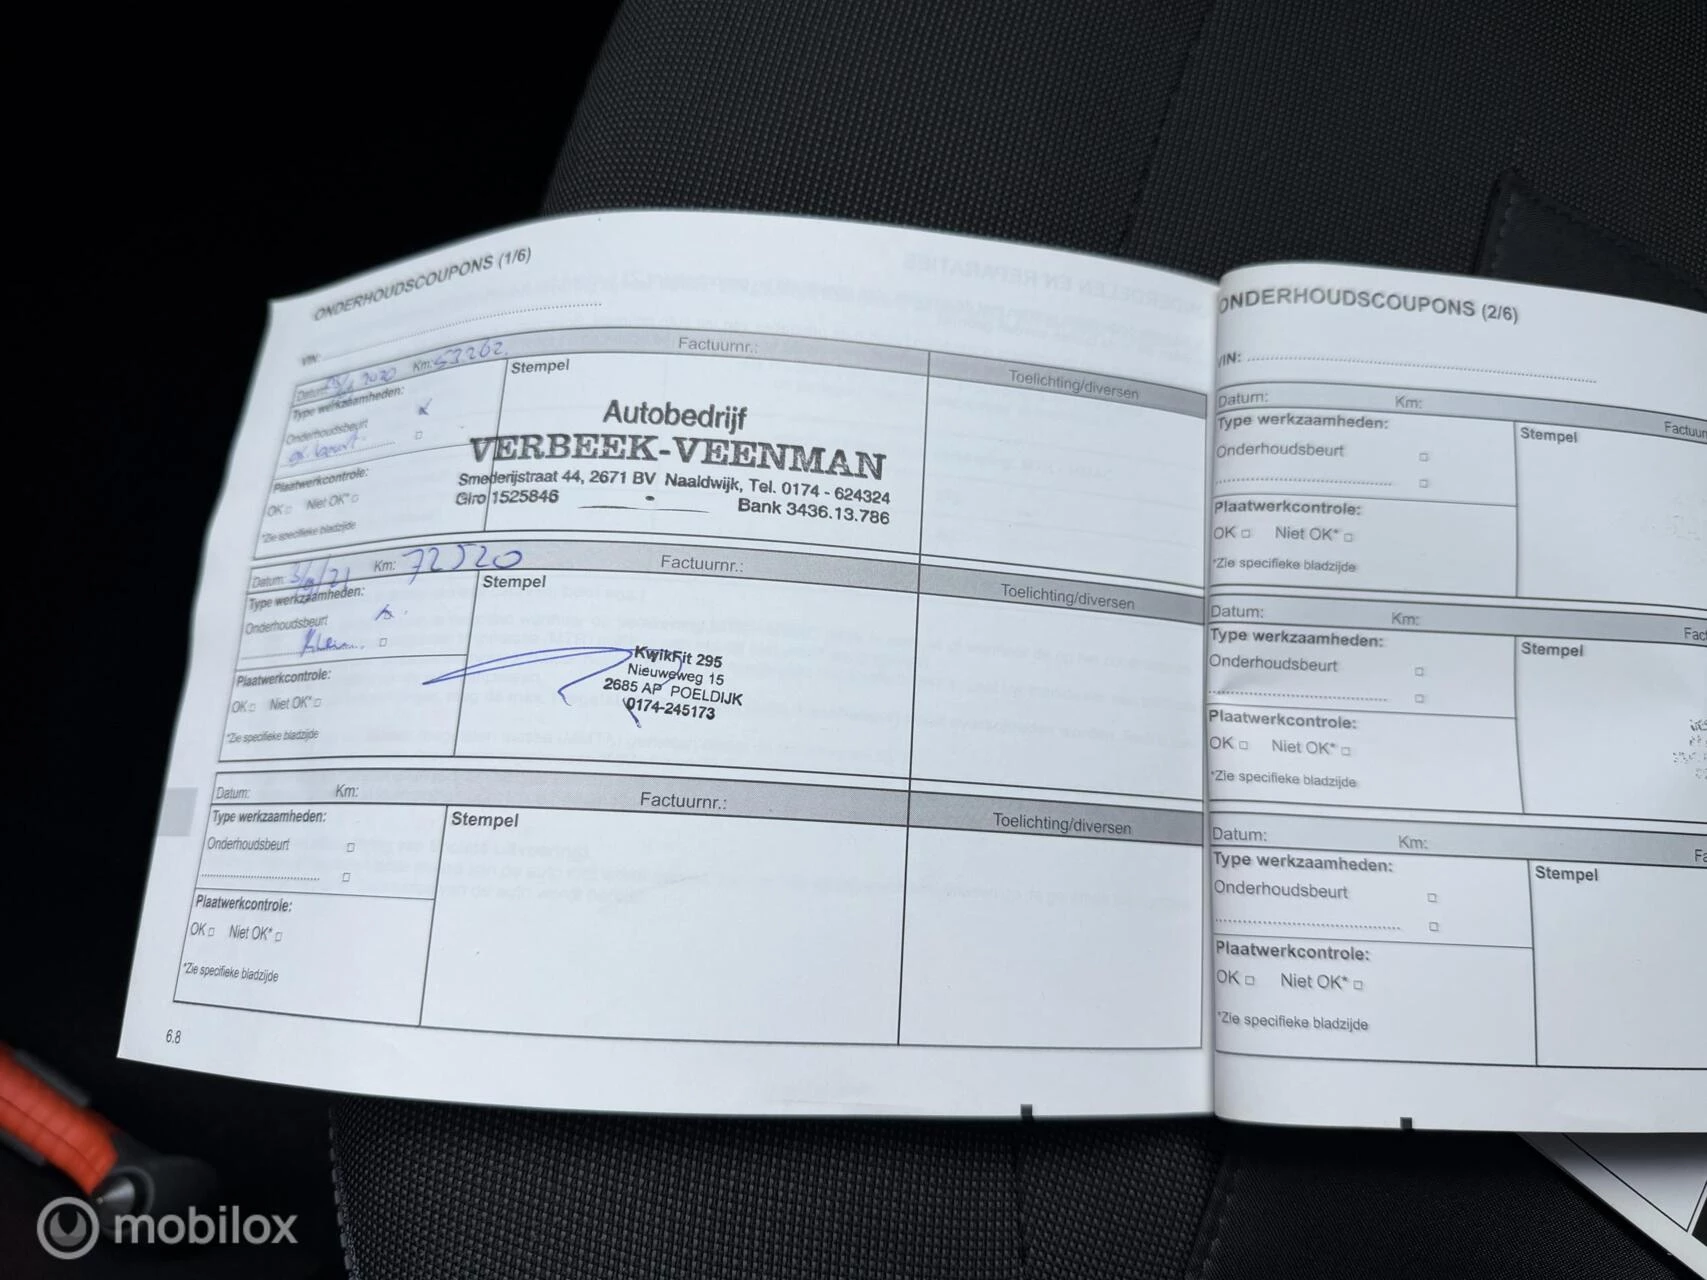 ONDERHOUDSCOUPONS (1/6)
VIN:
Datum: 2020 Km: 53262 Factuurnr.:
Type werkzaamheden:
Stempel
Toelichting/diversen
Onderhoudsbeurt
Plaatwerkcontrole:
OK Niet OK*
*Zie specifieke bladzijde
Autobedrijf
VERBEEK-VEENMAN
Smederijstraat 44, 2671 BV Naaldwijk, Tel. 0174 - 624324
Giro 1525846
Bank 3436.13.786
Datum: Km: 72520 Factuurnr.:
Type werkzaamheden:
Stempel
Toelichting/diversen
Onderhoudsbeurt
Klein
Plaatwerkcontrole:
OK Niet OK*
*Zie specifieke bladzijde
KwikFit 295
Nieuweweg 15
2685 AP POELDIJK
0174-245173
Datum: Km: Factuurnr.:
Type werkzaamheden:
Stempel
Toelichting/diversen
Onderhoudsbeurt
Plaatwerkcontrole:
OK Niet OK*
*Zie specifieke bladzijde
6.8
ONDERHOUDSCOUPONS (2/6)
VIN:
Datum: Km:
Type werkzaamheden:
Stempel
Onderhoudsbeurt
Plaatwerkcontrole:
OK Niet OK*
*Zie specifieke bladzijde
Datum: Km:
Type werkzaamheden:
Stempel
Onderhoudsbeurt
Plaatwerkcontrole:
OK Niet OK*
*Zie specifieke bladzijde
Datum: Km:
Type werkzaamheden:
Stempel
Onderhoudsbeurt
Plaatwerkcontrole:
OK Niet OK*
*Zie specifieke bladzijde
mobilox